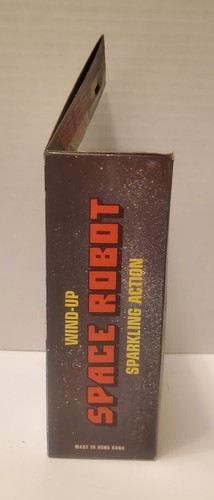 WIND-UP
SPACE ROBOT
SPARKLING ACTION
MADE IN HONG KONG